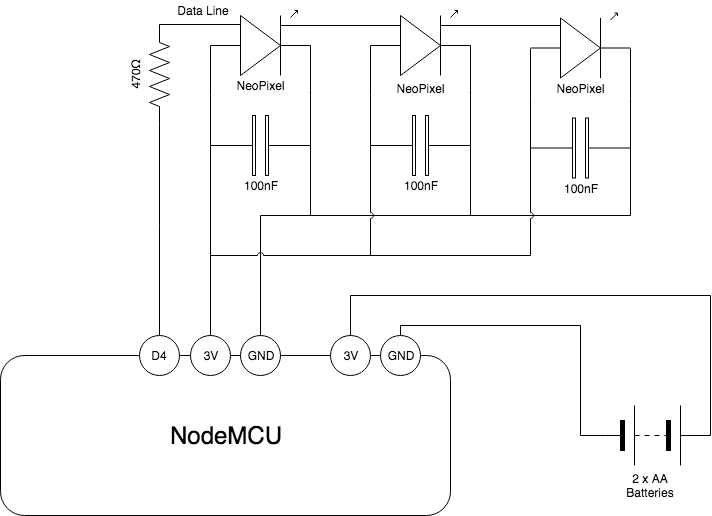 Data Line
470Ω
NeoPixel
NeoPixel
NeoPixel
100nF
100nF
100nF
D4
3V
GND
3V
GND
NodeMCU
2 x AA
Batteries